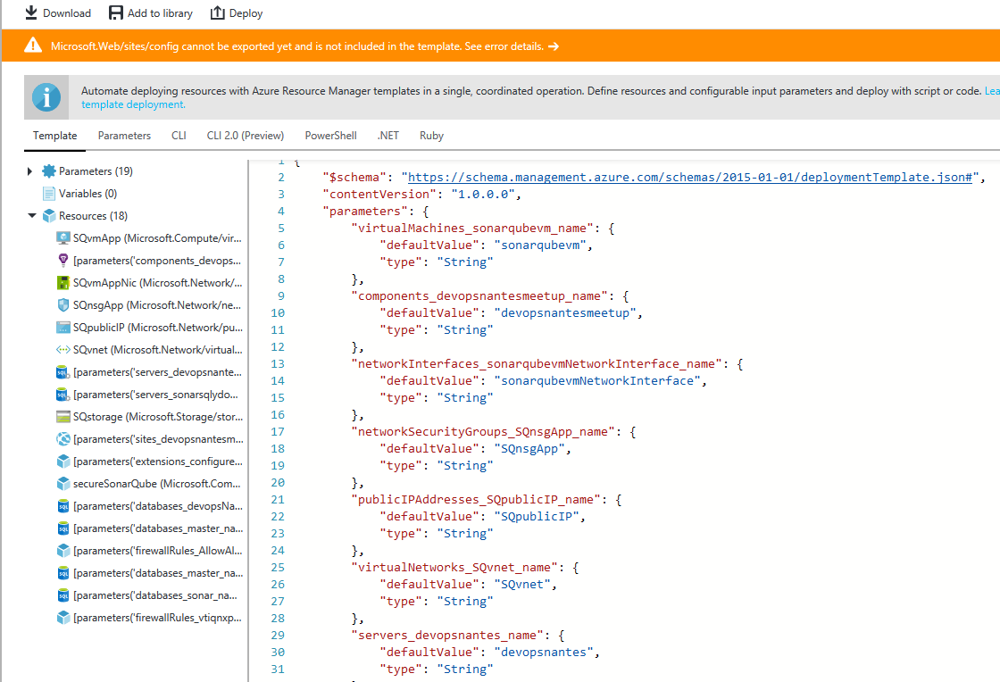 Download Add to library Deploy
Microsoft.Web/sites/config cannot be exported yet and is not included in the template. See error details. →
Automate deploying resources with Azure Resource Manager templates in a single, coordinated operation. Define resources and configurable input parameters and deploy with script or code. Lea
template deployment.
Template Parameters CLI CLI 2.0 (Preview) PowerShell .NET Ruby
Parameters (19)
Variables (0)
Resources (18)
SQvmApp (Microsoft.Compute/vir...
[parameters('components_devops...
SQvmAppNic (Microsoft.Network/...
SQnsgApp (Microsoft.Network/ne...
SQpublicIP (Microsoft.Network/pu...
SQvnet (Microsoft.Network/virtual...
[parameters('servers_devopsnante...
[parameters('servers_sonarsqlydo...
SQstorage (Microsoft.Storage/stor...
[parameters('sites_devopsnantesm...
[parameters('extensions_configure...
secureSonarQube (Microsoft.Com...
[parameters('databases_devopsNa...
[parameters('databases_master_na...
[parameters('firewallRules_AllowAl...
[parameters('databases_master_na...
[parameters('databases_sonar_na...
[parameters('firewallRules_vtiqnxp...
1 {
2 "$schema": "https://schema.management.azure.com/schemas/2015-01-01/deploymentTemplate.json#",
3 "contentVersion": "1.0.0.0",
4 "parameters": {
5 "virtualMachines_sonarqubevm_name": {
6 "defaultValue": "sonarqubevm",
7 "type": "String"
8 },
9 "components_devopsnantesmeetup_name": {
10 "defaultValue": "devopsnantesmeetup",
11 "type": "String"
12 },
13 "networkInterfaces_sonarqubevmNetworkInterface_name": {
14 "defaultValue": "sonarqubevmNetworkInterface",
15 "type": "String"
16 },
17 "networkSecurityGroups_SQnsgApp_name": {
18 "defaultValue": "SQnsgApp",
19 "type": "String"
20 },
21 "publicIPAddresses_SQpublicIP_name": {
22 "defaultValue": "SQpublicIP",
23 "type": "String"
24 },
25 "virtualNetworks_SQvnet_name": {
26 "defaultValue": "SQvnet",
27 "type": "String"
28 },
29 "servers_devopsnantes_name": {
30 "defaultValue": "devopsnantes",
31 "type": "String"